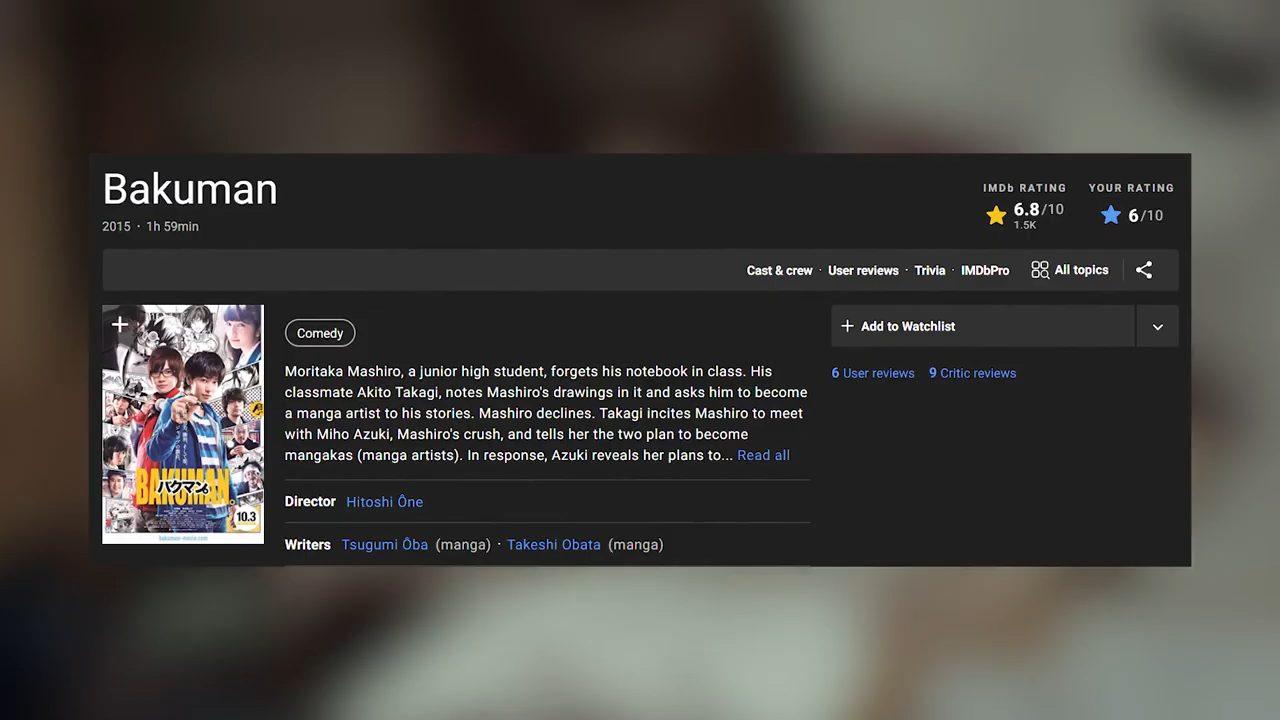 Bakuman
2015 · 1h 59min
IMDb RATING
6.8/10
1.5K
YOUR RATING
6/10
Cast & crew · User reviews · Trivia · IMDbPro
All topics
Comedy
Moritaka Mashiro, a junior high student, forgets his notebook in class. His
classmate Akito Takagi, notes Mashiro's drawings in it and asks him to become
a manga artist to his stories. Mashiro declines. Takagi incites Mashiro to meet
with Miho Azuki, Mashiro's crush, and tells her the two plan to become
mangakas (manga artists). In response, Azuki reveals her plans to... Read all
+ Add to Watchlist
6 User reviews 9 Critic reviews
Director Hitoshi Ône
Writers Tsugumi Ôba (manga) · Takeshi Obata (manga)
BAKUMAN。
バクマン。
10.3
bakuman-movie.com